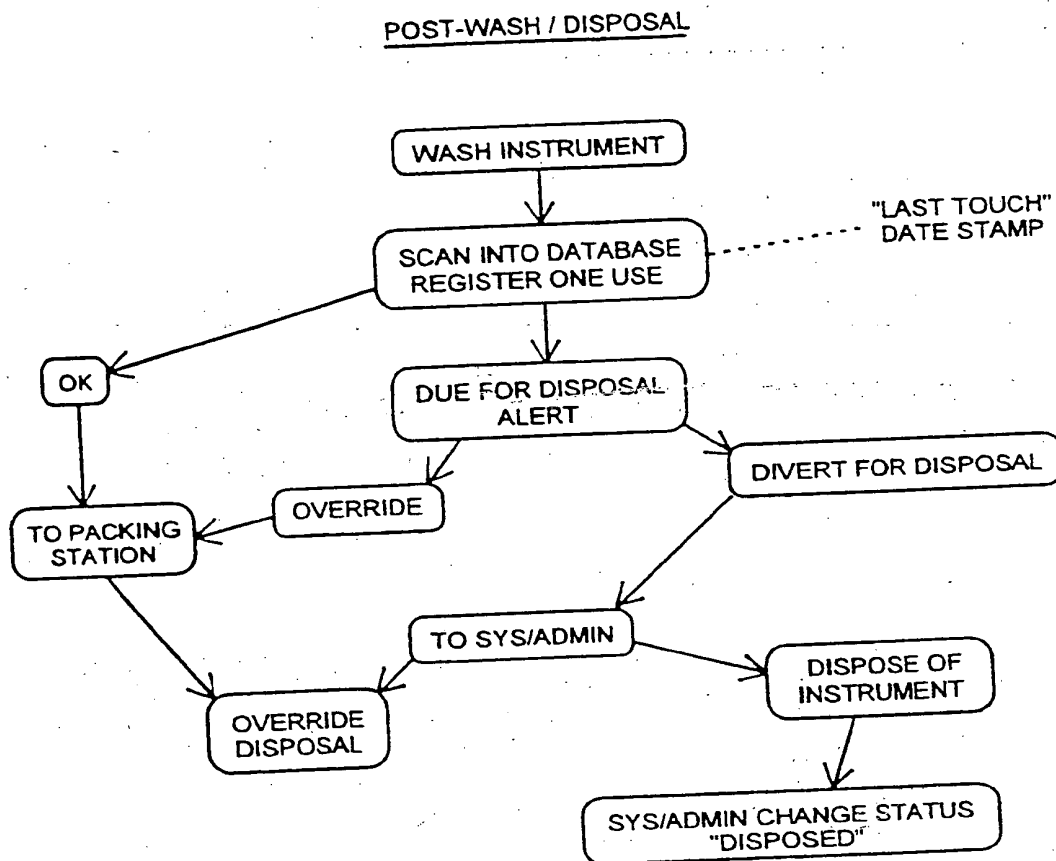 POST-WASH / DISPOSAL
WASH INSTRUMENT
"LAST TOUCH"
DATE STAMP
SCAN INTO DATABASE
REGISTER ONE USE
OK
DUE FOR DISPOSAL
ALERT
DIVERT FOR DISPOSAL
OVERRIDE
TO PACKING
STATION
TO SYS/ADMIN
DISPOSE OF
INSTRUMENT
OVERRIDE
DISPOSAL
SYS/ADMIN CHANGE STATUS
"DISPOSED"